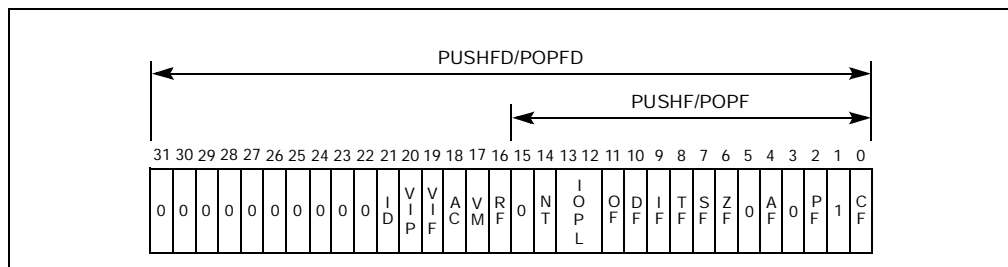 PUSHFD/POPFD
PUSHF/POPF
31 30 29 28 27 26 25 24 23 22 21 20 19 18 17 16 15 14 13 12 11 10 9 8 7 6 5 4 3 2 1 0
0 0 0 0 0 0 0 0 0 0 ID VIP VIF AC VM RF 0 NT IOPL OF DF IF TF SF ZF 0 AF 0 PF 1 CF